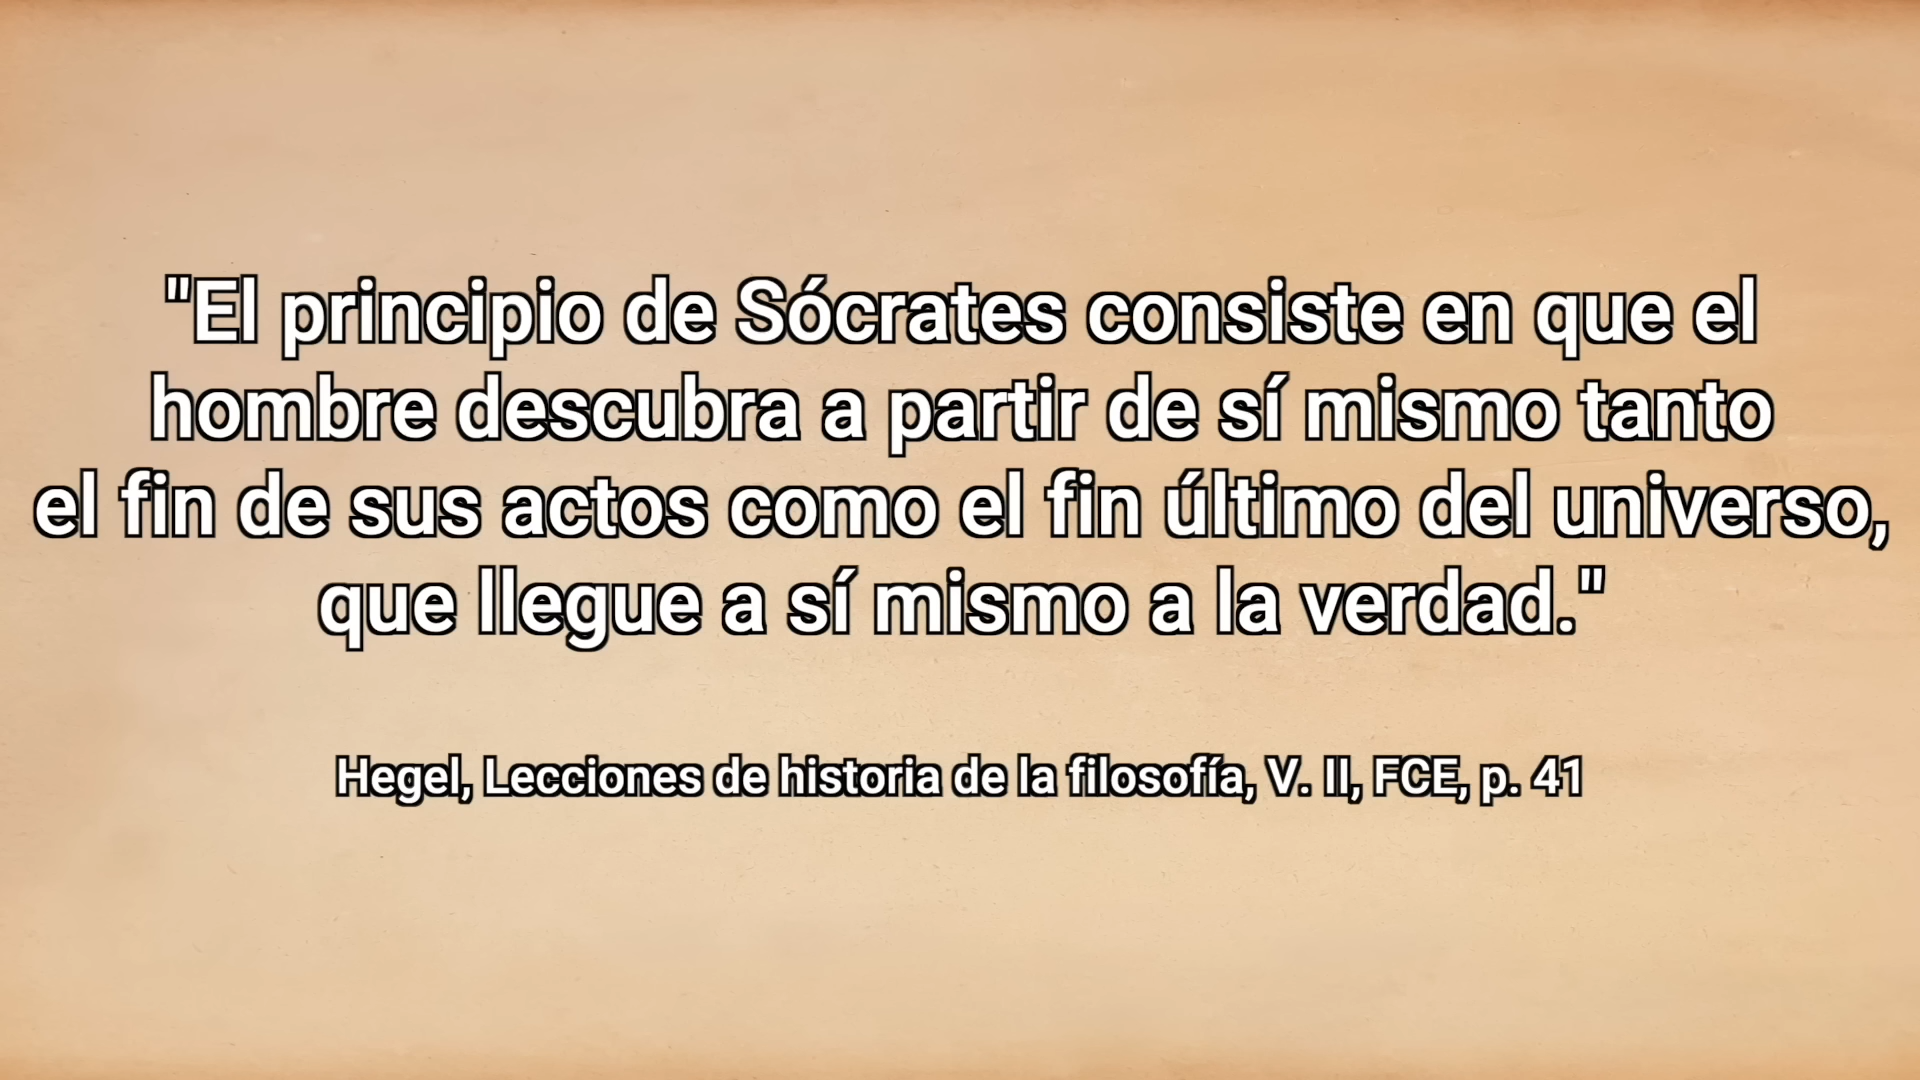 "El principio de Sócrates consiste en que el
hombre descubra a partir de sí mismo tanto
el fin de sus actos como el fin último del universo,
que llegue a sí mismo a la verdad."
Hegel, Lecciones de historia de la filosofía, V. II, FCE, p. 41